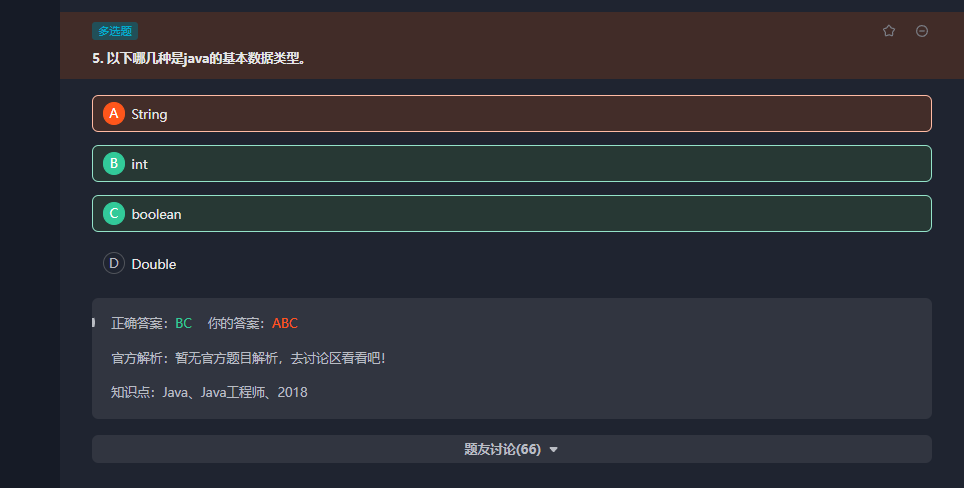 多选题
5. 以下哪几种是java的基本数据类型。
A String
B int
C boolean
D Double
正确答案：BC 你的答案：ABC
官方解析：暂无官方题目解析，去讨论区看看吧！
知识点：Java、Java工程师、2018
题友讨论(66)